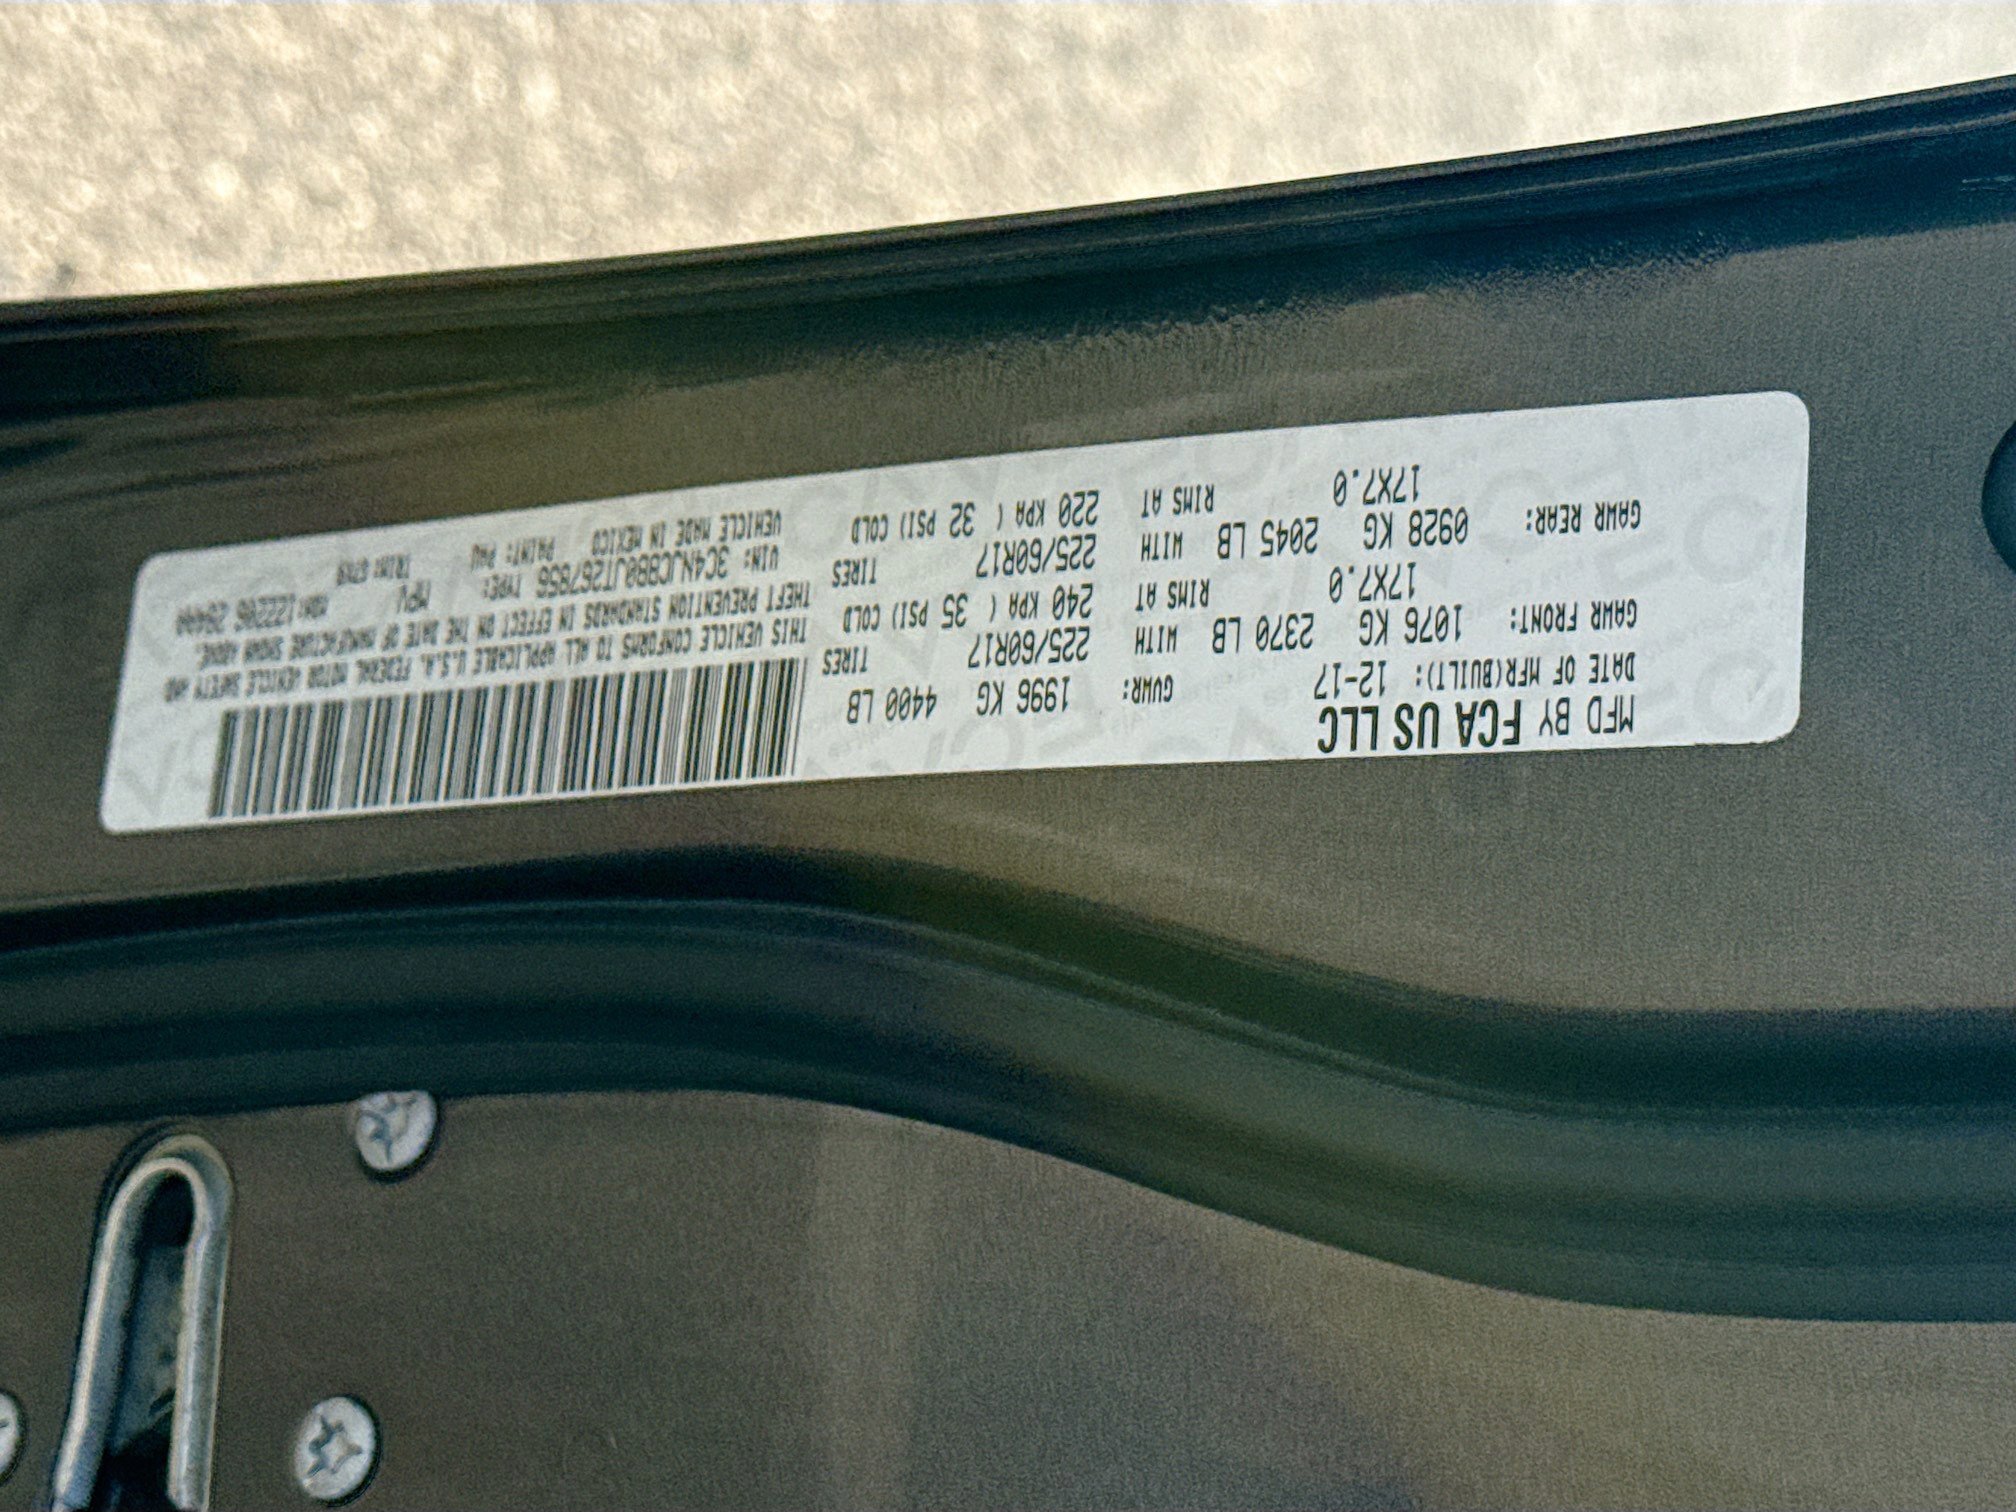 MFD BY FCA US LLC
DATE OF MFR(BUILT): 12-17
GVWR: 1996 KG 4400 LB
GAWR FRONT: 1076 KG 2370 LB WITH 225/60R17 TIRES
17X7.0 RIMS AT 240 KPA ( 35 PSI) COLD
GAWR REAR: 0928 KG 2045 LB WITH 225/60R17 TIRES
17X7.0 RIMS AT 220 KPA ( 32 PSI) COLD
THIS VEHICLE CONFORMS TO ALL APPLICABLE U.S.A. FEDERAL MOTOR VEHICLE SAFETY AND
THEFT PREVENTION STANDARDS IN EFFECT ON THE DATE OF MANUFACTURE SHOWN ABOVE.
VIN: 3C4NJCBB0JT267856 TYPE: MPV
VEHICLE MADE IN MEXICO PAINT: TRIM: